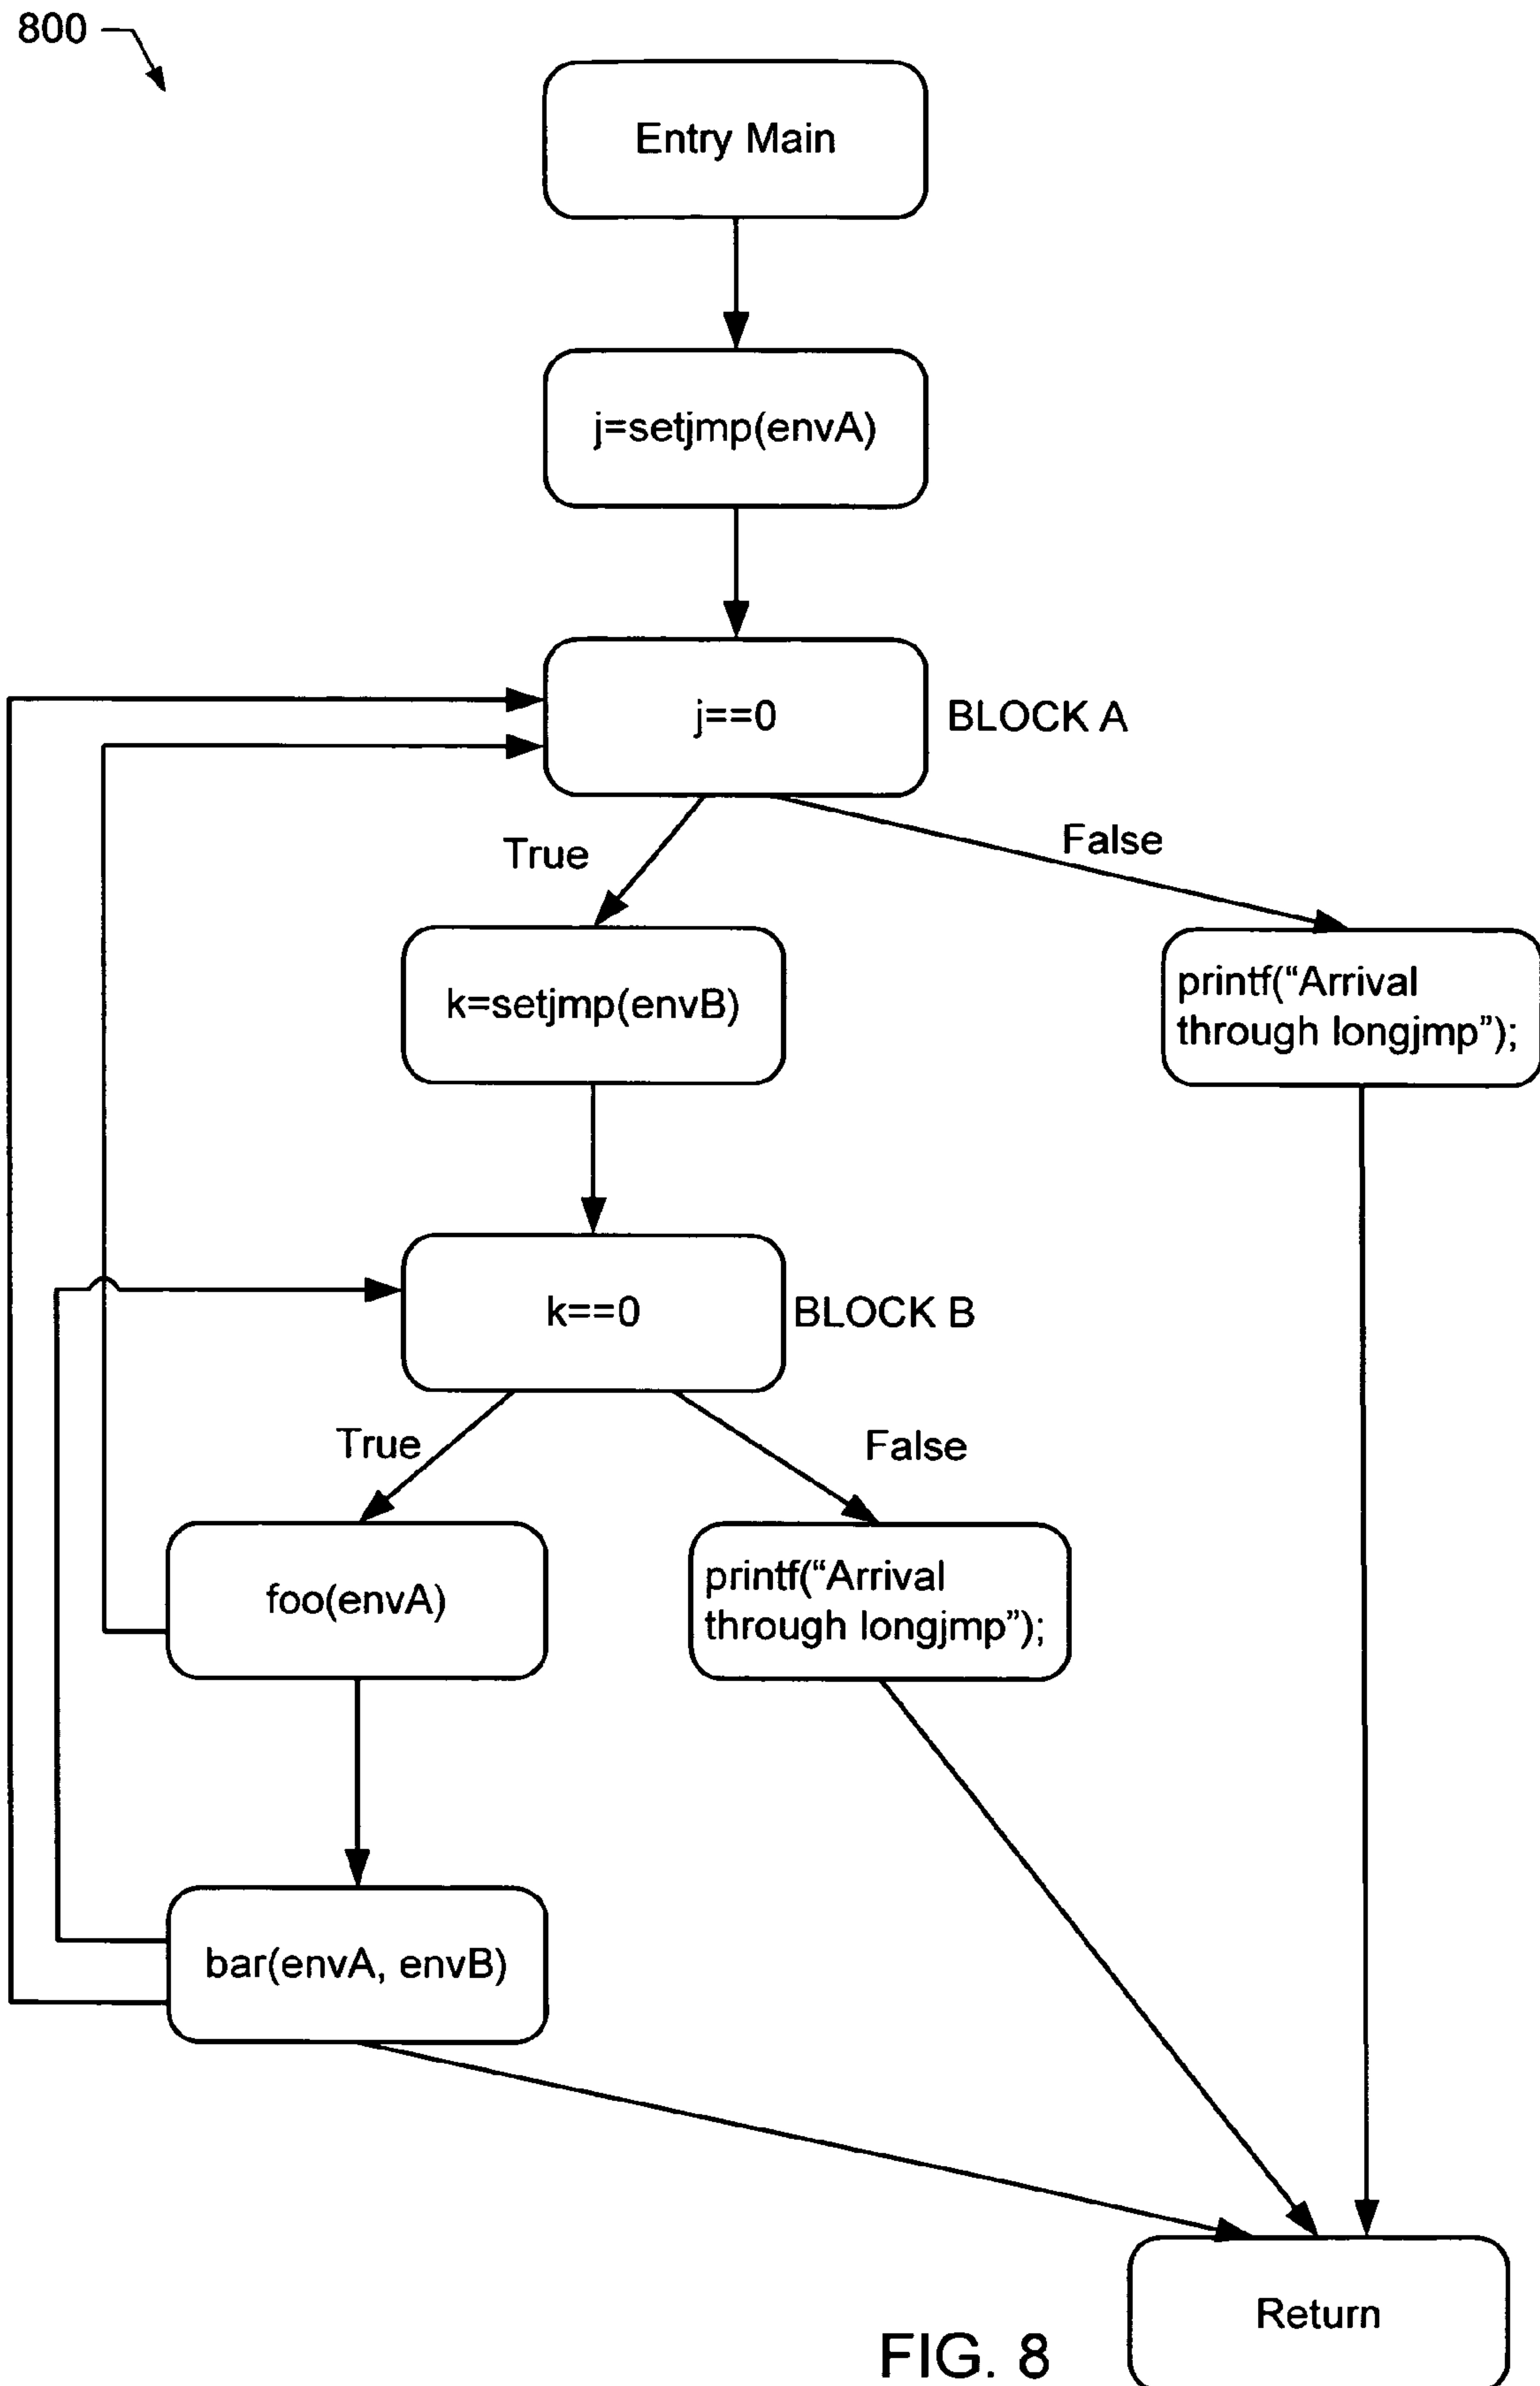 800
Entry Main
j=setjmp(envA)
j==0
BLOCK A
True
False
k=setjmp(envB)
printf(“Arrival
through longjmp”);
k==0
BLOCK B
True
False
foo(envA)
printf(“Arrival
through longjmp”);
bar(envA, envB)
Return
FIG. 8